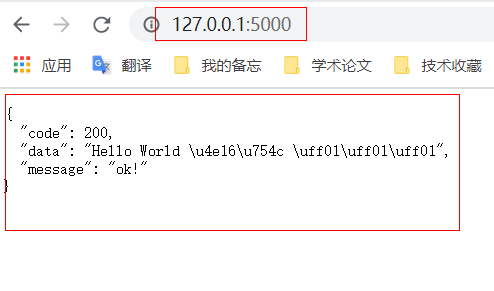 127.0.0.1:5000
应用 翻译 我的备忘 学术论文 技术收藏
{
"code": 200,
"data": "Hello World \u4e16\u754c \uff01\uff01\uff01",
"message": "ok!"
}